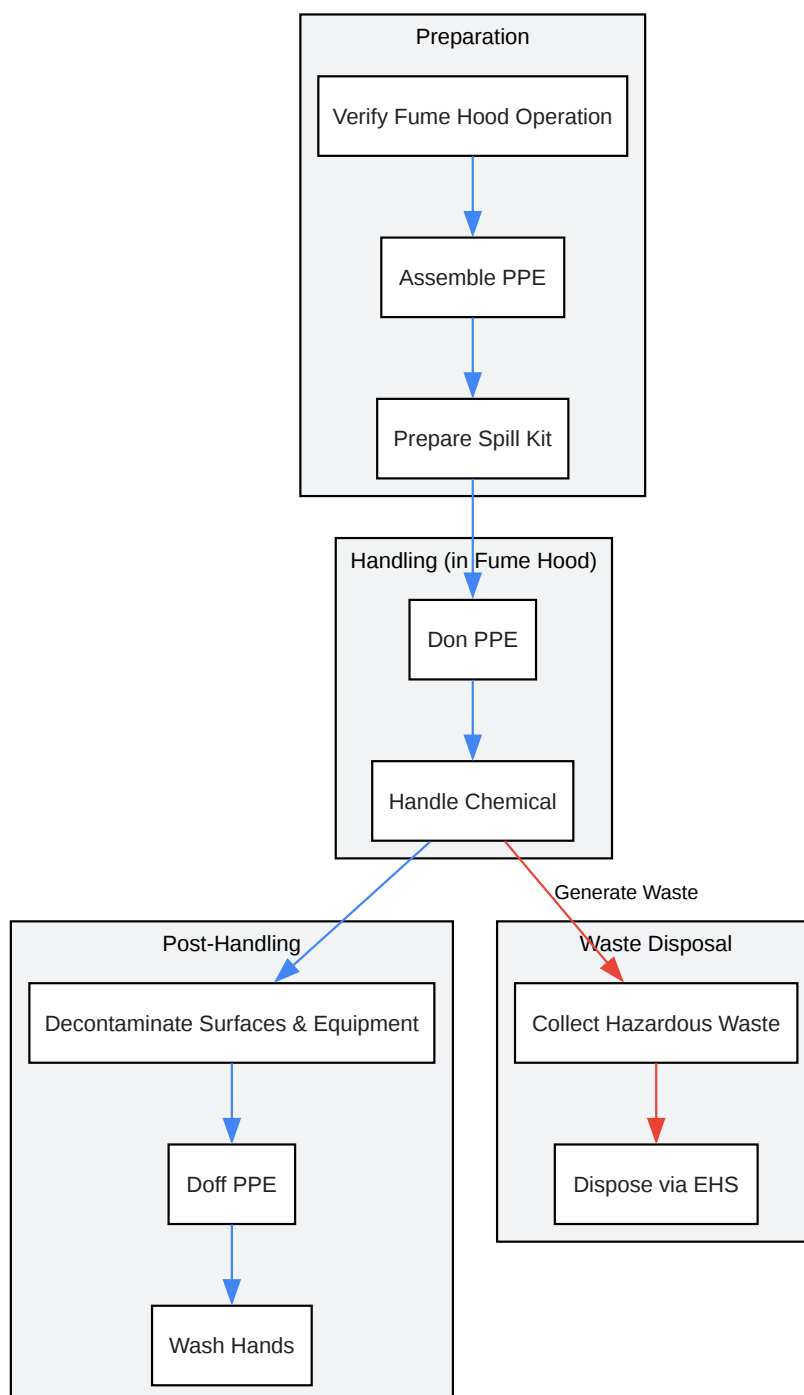 Preparation
Verify Fume Hood Operation
Assemble PPE
Prepare Spill Kit
Handling (in Fume Hood)
Don PPE
Handle Chemical
Generate Waste
Post-Handling
Decontaminate Surfaces & Equipment
Doff PPE
Wash Hands
Waste Disposal
Collect Hazardous Waste
Dispose via EHS